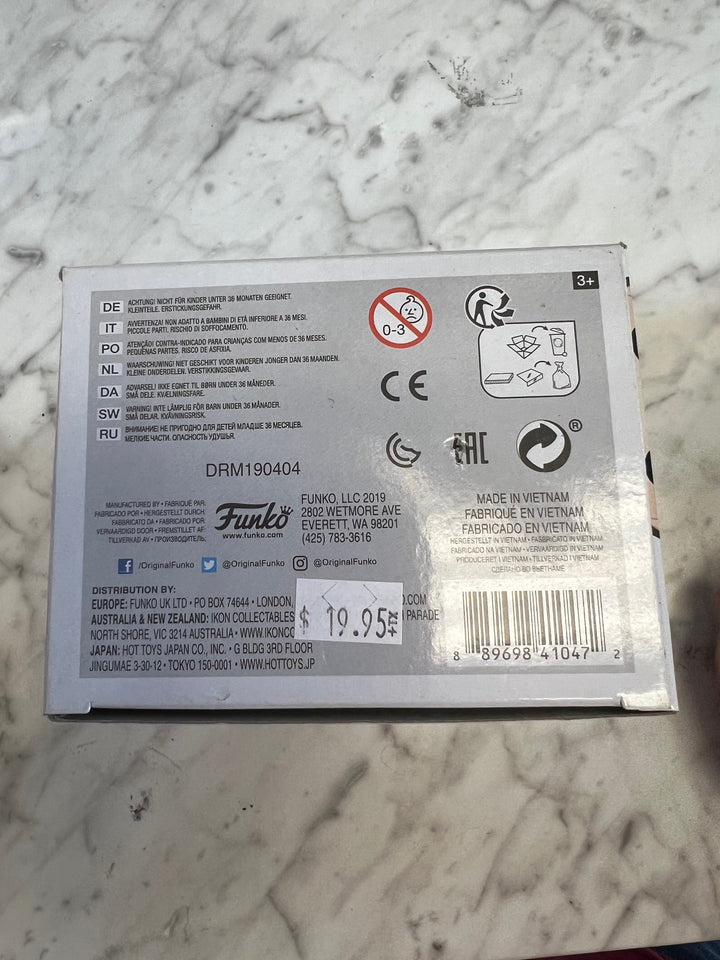 3+
DE ACHTUNG! NICHT FÜR KINDER UNTER 36 MONATEN GEEIGNET.
KLEINTEILE. ERSTICKUNGSGEFAHR.
IT AVVERTENZA! NON ADATTO A BAMBINI DI ETÀ INFERIORE A 36 MESI.
PICCOLE PARTI. RISCHIO DI SOFFOCAMENTO.
PO ATENÇÃO! CONTRA-INDICADO PARA CRIANÇAS COM MENOS DE 36 MESES.
PEQUENAS PARTES. RISCO DE ASFIXIA.
NL WAARSCHUWING! NIET GESCHIKT VOOR KINDEREN JONGER DAN 36 MAANDEN.
KLEINE ONDERDELEN. VERSTIKKINGSGEVAAR.
DA ADVARSEL! IKKE EGNET TIL BØRN UNDER 36 MÅNEDER.
SMÅ DELE. KVÆLNINGSFARE.
SW VARNING! INTE LÄMPLIG FÖR BARN UNDER 36 MÅNADER.
SMÅ DELAR. KVÄVNINGSRISK.
RU ВНИМАНИЕ! НЕ ПРИГОДНО ДЛЯ ДЕТЕЙ МЛАДШЕ 36 МЕСЯЦЕВ.
МЕЛКИЕ ЧАСТИ. ОПАСНОСТЬ УДУШЬЯ.
0-3
CE
EAC
®
DRM190404
MANUFACTURED BY • FABRIQUÉ PAR
FABRICADO POR • HERGESTELLT DURCH
FABBRICATO DA • FABRICADO POR
VERVAARDIGD DOOR • FREMSTILLET AF:
TILLVERKAD AV • ПРОИЗВОДИТЕЛЬ:
Funko
www.funko.com
FUNKO, LLC 2019
2802 WETMORE AVE
EVERETT, WA 98201
(425) 783-3616
/OriginalFunko @OriginalFunko @OriginalFunko
MADE IN VIETNAM
FABRIQUÉ EN VIETNAM
FABRICADO EN VIETNAM
HERGESTELLT IN VIETNAM • FABBRICATO IN VIETNAM
FABRICADO NA VIETNAM • VERVAARDIGD IN VIETNAM
PRODUCERET I VIETNAM • TILLVERKAD I VIETNAM
СДЕЛАНО ВО ВЬЕТНАМЕ
DISTRIBUTION BY:
EUROPE: FUNKO UK LTD • PO BOX 74644 • LONDON, .COM
AUSTRALIA & NEW ZEALAND: IKON COLLECTABLES PARADE
NORTH SHORE, VIC 3214 AUSTRALIA • WWW.IKONCO
JAPAN: HOT TOYS JAPAN CO., INC. • G BLDG 3RD FLOOR
JINGUMAE 3-30-12 • TOKYO 150-0001 • WWW.HOTTOYS.JP
$ 19.95
8 89698 41047 2